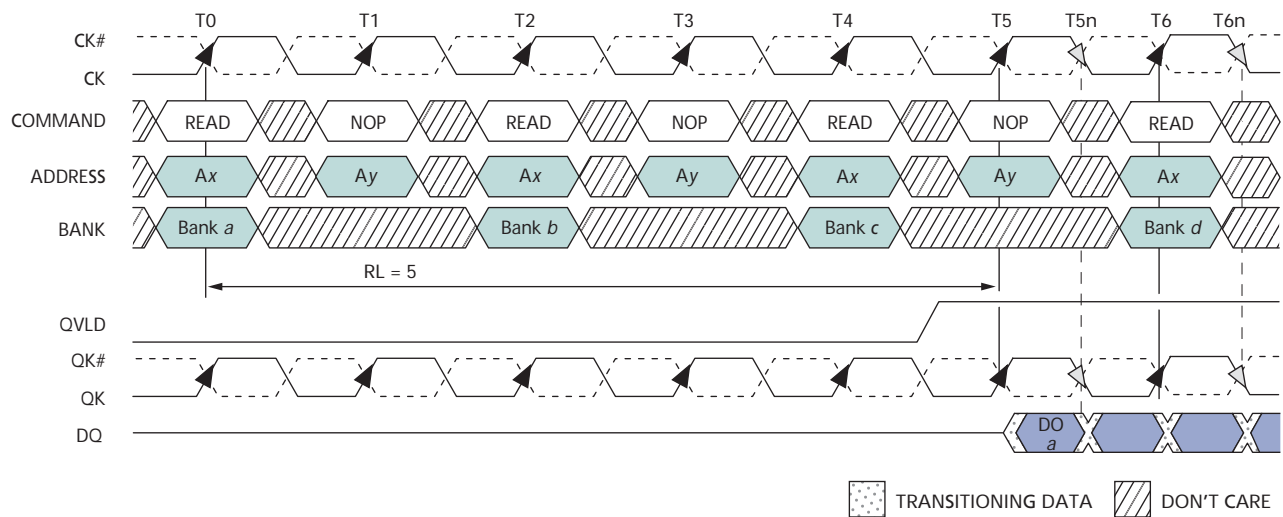 T0 T1 T2 T3 T4 T5 T5n T6 T6n
CK#
CK
COMMAND READ NOP READ NOP READ NOP READ
ADDRESS Ax Ay Ax Ay Ax Ay Ax
BANK Bank a Bank b Bank c Bank d
RL = 5
QVLD
QK#
QK
DQ DO a
TRANSITIONING DATA DON'T CARE